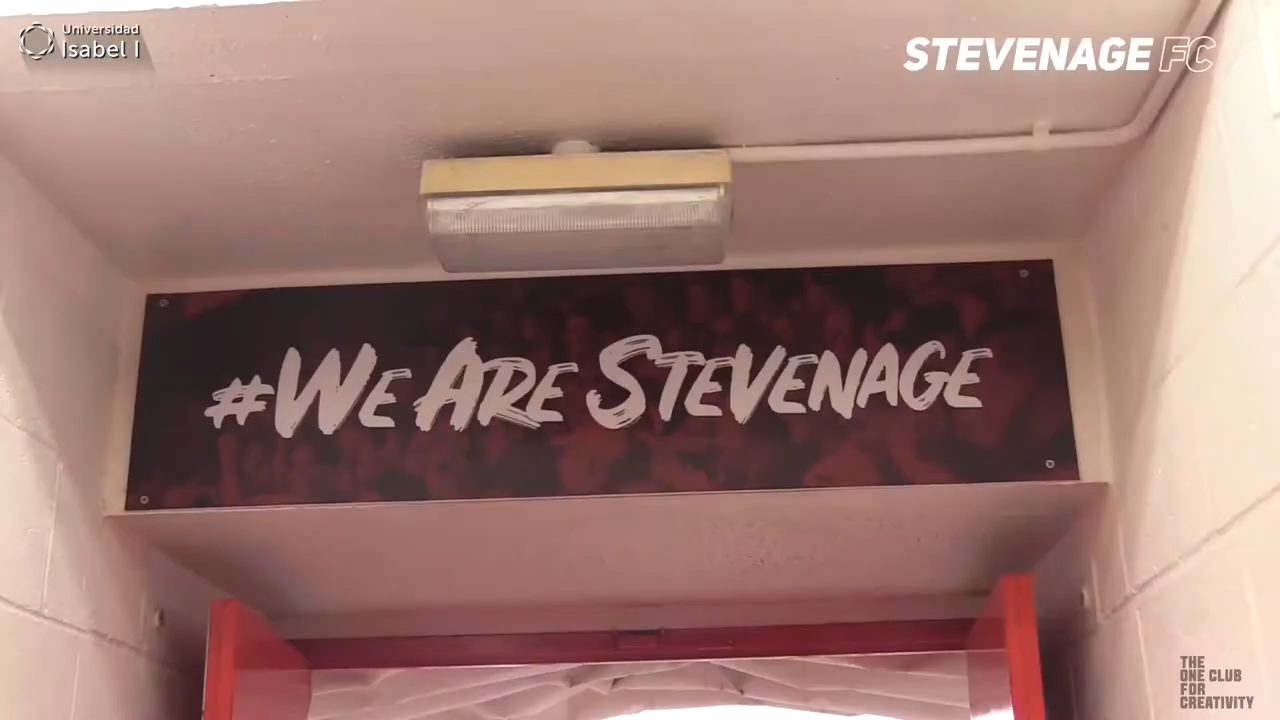 Universidad
Isabel I
STEVENAGE FC
#WE ARE STEVENAGE
THE
ONE CLUB
FOR
CREATIVITY